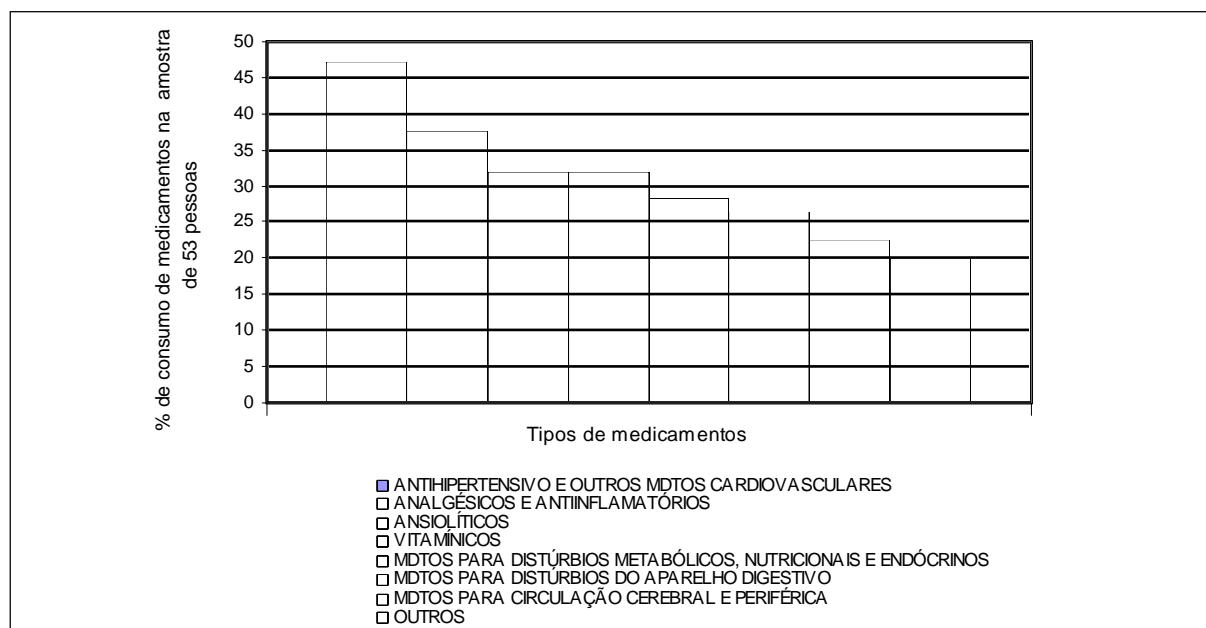 % de consumo de medicamentos na amostra
de 53 pessoas
50
45
40
35
30
25
20
15
10
5
0
Tipos de medicamentos
ANTIHIPERTENSIVO E OUTROS MDTOS CARDIOVASCULARES
ANALGÉSICOS E ANTIINFLAMATÓRIOS
ANSIOLÍTICOS
VITAMÍNICOS
MDTOS PARA DISTÚRBIOS METABÓLICOS, NUTRICIONAIS E ENDÓCRINOS
MDTOS PARA DISTÚRBIOS DO APARELHO DIGESTIVO
MDTOS PARA CIRCULAÇÃO CEREBRAL E PERIFÉRICA
OUTROS